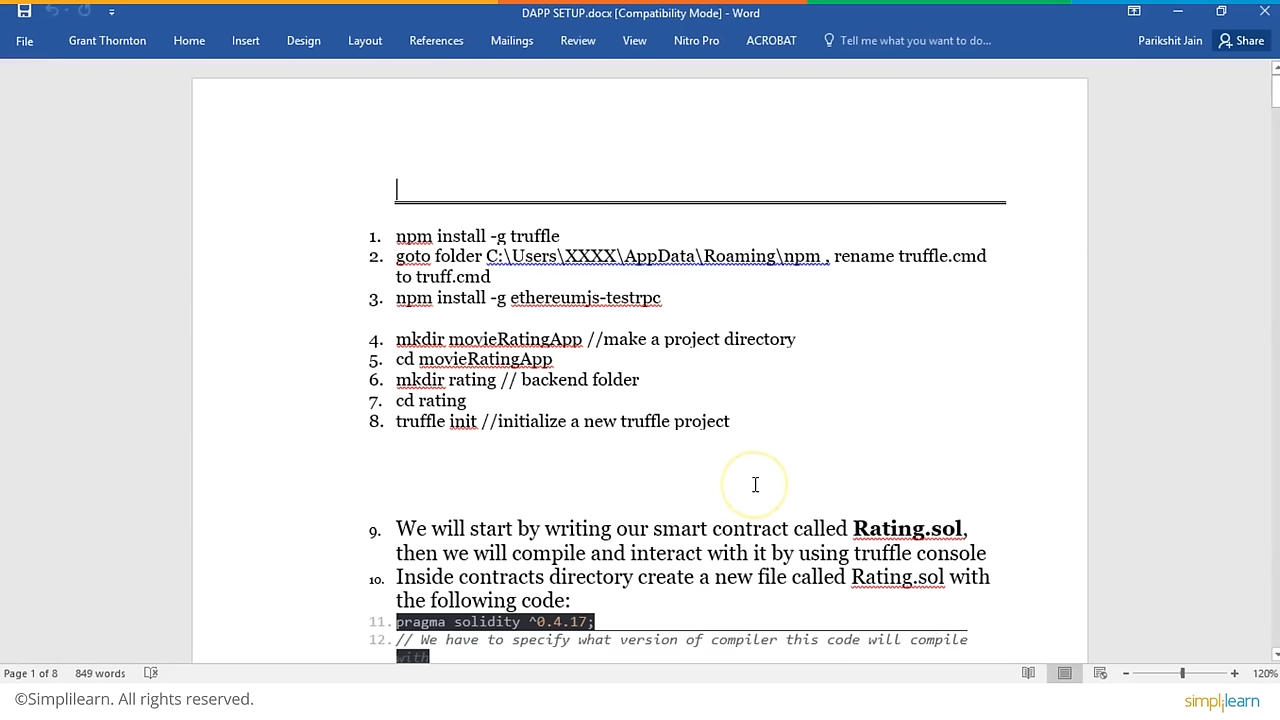 DAPP SETUP.docx [Compatibility Mode] - Word
File Grant Thornton Home Insert Design Layout References Mailings Review View Nitro Pro ACROBAT Tell me what you want to do... Parikshit Jain Share
1. npm install -g truffle
2. goto folder C:\Users\XXXX\AppData\Roaming\npm , rename truffle.cmd
to truff.cmd
3. npm install -g ethereumjs-testrpc
4. mkdir movieRatingApp //make a project directory
5. cd movieRatingApp
6. mkdir rating // backend folder
7. cd rating
8. truffle init //initialize a new truffle project
9. We will start by writing our smart contract called Rating.sol,
then we will compile and interact with it by using truffle console
10. Inside contracts directory create a new file called Rating.sol with
the following code:
11. pragma solidity ^0.4.17;
12. // We have to specify what version of compiler this code will compile
with
Page 1 of 8 849 words 120%
©Simplilearn. All rights reserved. simplilearn